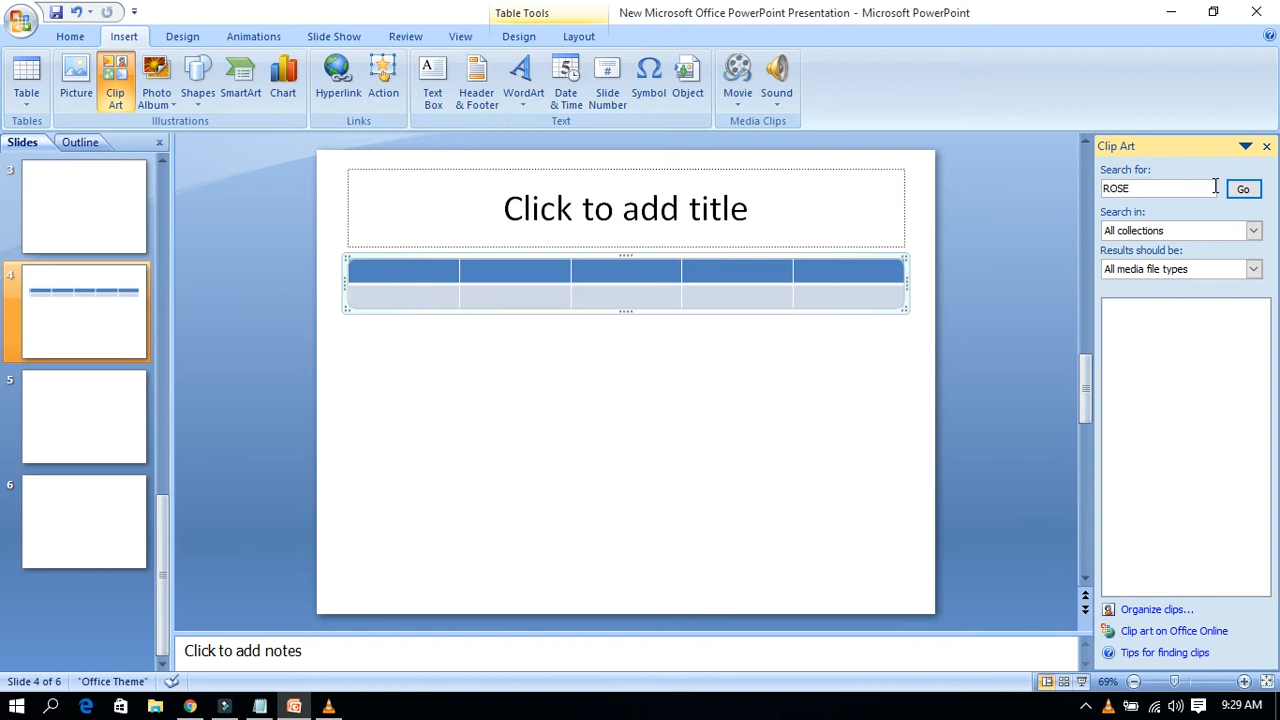 Table Tools
New Microsoft Office PowerPoint Presentation - Microsoft PowerPoint
Home Insert Design Animations Slide Show Review View Design Layout
Table
Picture
Clip Art
Photo Album
Shapes
SmartArt
Chart
Hyperlink
Action
Text Box
Header & Footer
WordArt
Date & Time
Slide Number
Symbol
Object
Movie
Sound
Tables
Illustrations
Links
Text
Media Clips
Slides Outline
3
4
5
6
Click to add title
Click to add notes
Clip Art
Search for:
ROSE
Go
Search in:
All collections
Results should be:
All media file types
Organize clips...
Clip art on Office Online
Tips for finding clips
Slide 4 of 6 "Office Theme" 69%
9:29 AM